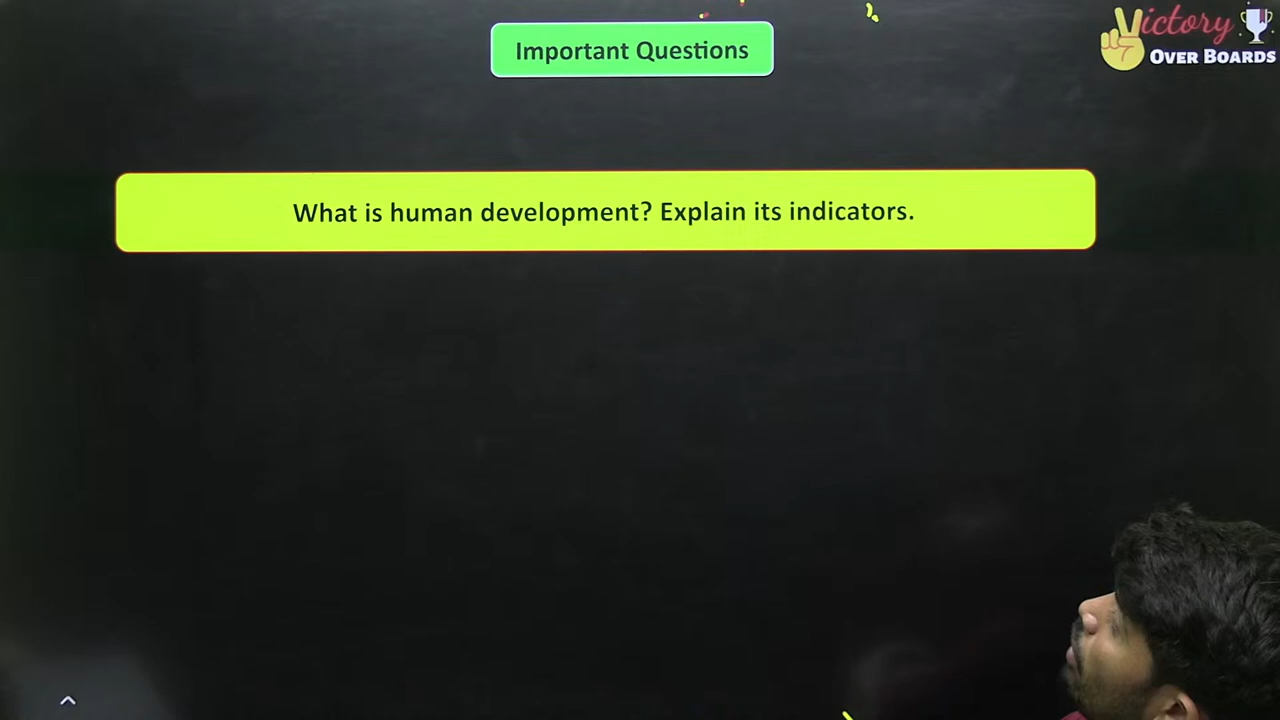 Important Questions
Victory
OVER BOARDS
What is human development? Explain its indicators.